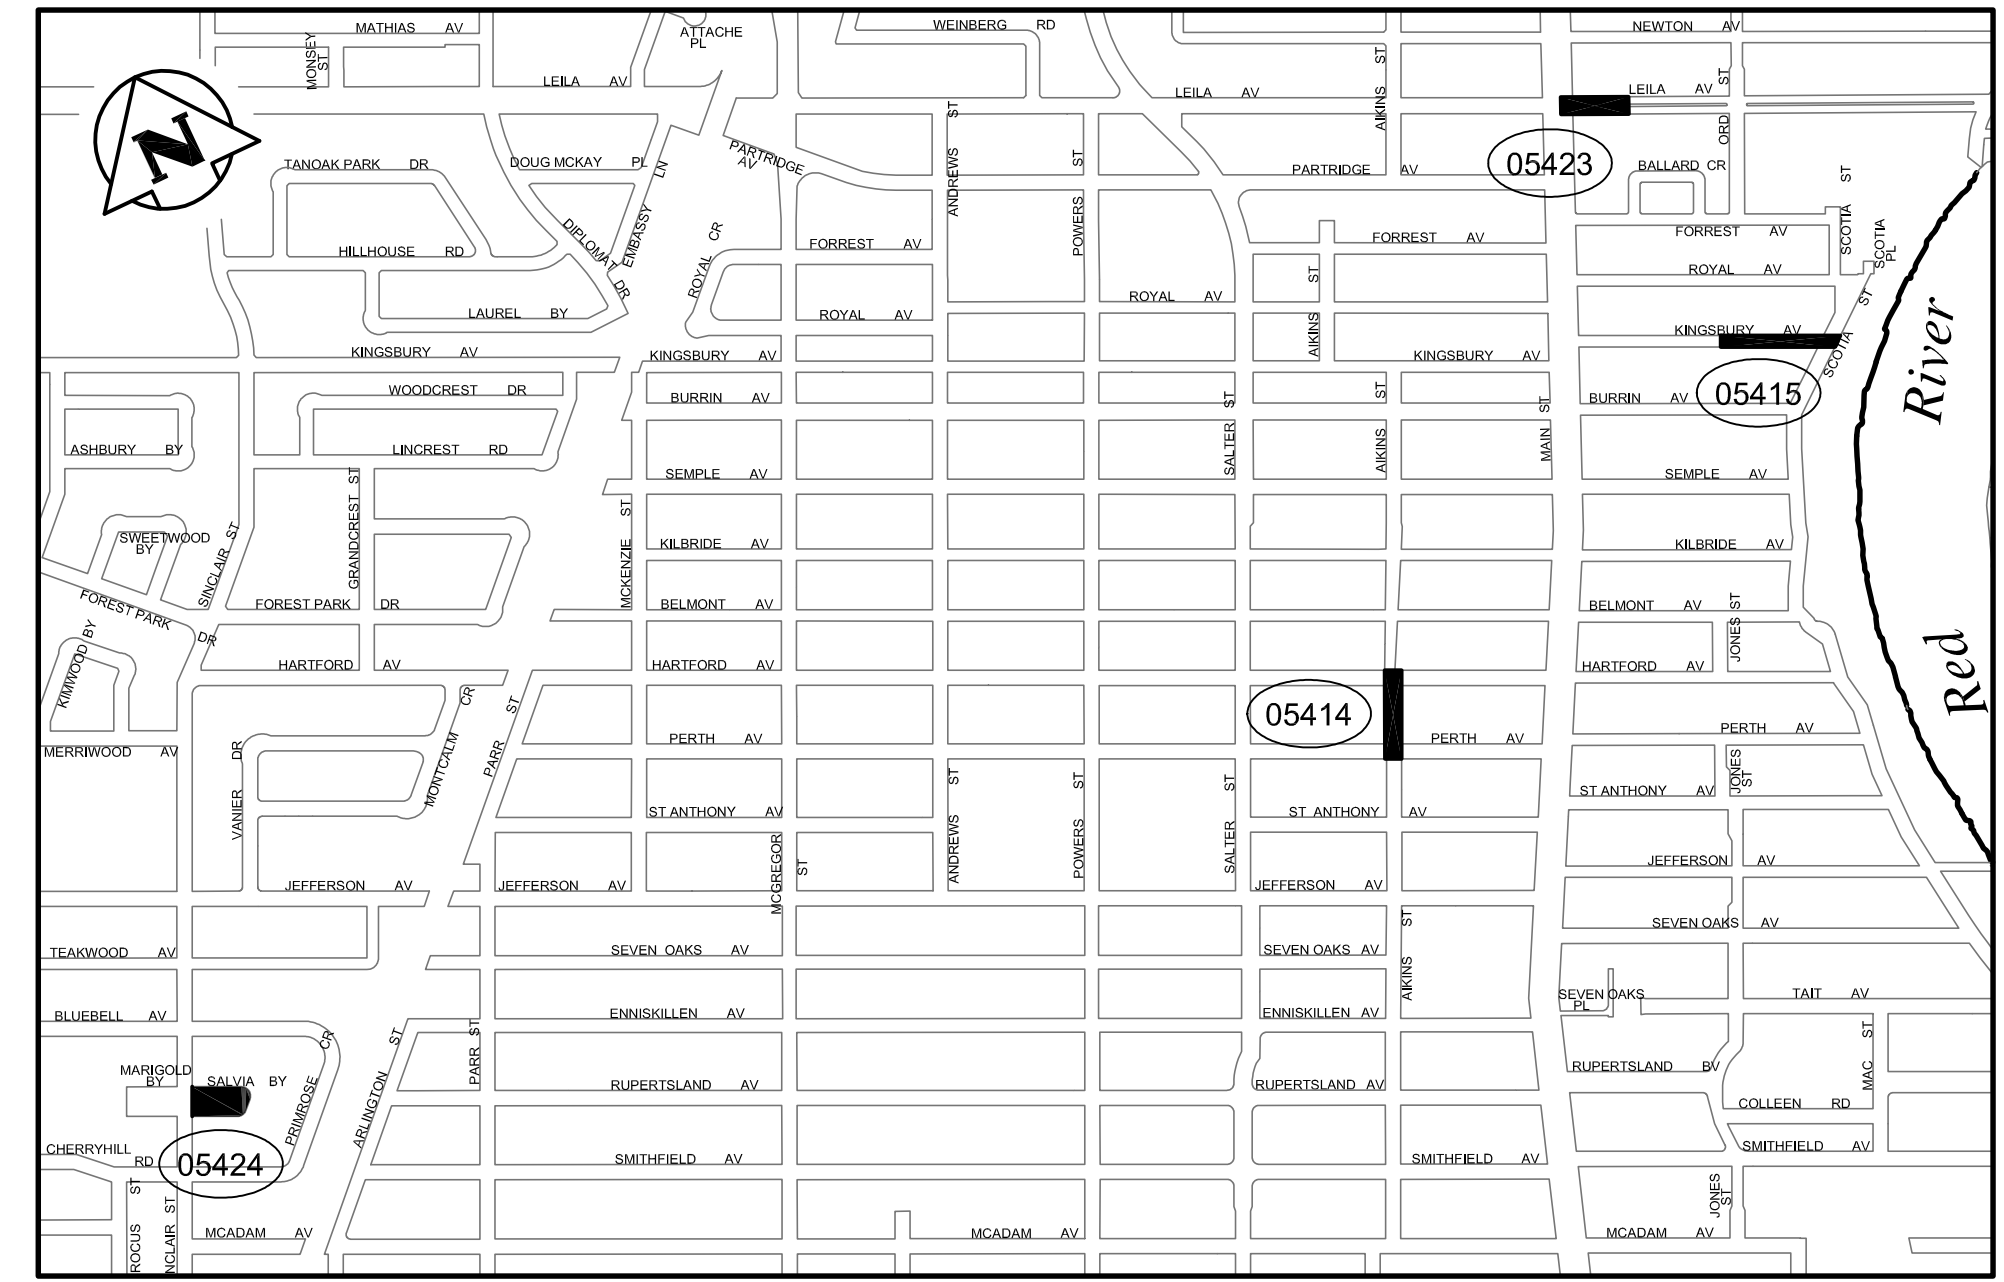 MATHIAS AV
WEINBERG RD
NEWTON AV
ATTACHE
PL
MONSEY
ST
LEILA AV
LEILA AV
LEILA AV
AIKINS ST
ORD ST
N
TANOAK PARK DR
DOUG MCKAY PL
PARTRIDGE
AV
PARTRIDGE AV
05423
BALLARD CR
ANDREWS ST
POWERS ST
EMBASSY LN
DIPLOMAT DR
HILLHOUSE RD
ROYAL CR
FORREST AV
FORREST AV
FORREST AV
SCOTIA ST
SCOTIA
PL
ROYAL AV
ROYAL AV
ROYAL AV
AIKINS ST
LAUREL BY
KINGSBURY AV
KINGSBURY AV
KINGSBURY AV
KINGSBURY AV
SCOTIA ST
Red River
WOODCREST DR
BURRIN AV
BURRIN AV
05415
SALTER ST
AIKINS ST
MAIN ST
ASHBURY BY
LINCREST RD
SEMPLE AV
SEMPLE AV
GRANDCREST ST
SWEETWOOD
BY
SINCLAIR ST
MCKENZIE ST
KILBRIDE AV
KILBRIDE AV
FOREST PARK DR
FOREST PARK DR
BELMONT AV
BELMONT AV
JONES ST
KIMWOOD BY
HARTFORD AV
HARTFORD AV
HARTFORD AV
MONTCALM CR
PARR ST
05414
MERRIWOOD AV
PERTH AV
PERTH AV
PERTH AV
VANIER DR
ST ANTHONY AV
ST ANTHONY AV
ST ANTHONY AV
JONES
ST
MCGREGOR ST
ANDREWS ST
POWERS ST
SALTER ST
JEFFERSON AV
JEFFERSON AV
JEFFERSON AV
JEFFERSON AV
TEAKWOOD AV
SEVEN OAKS AV
SEVEN OAKS AV
SEVEN OAKS AV
AIKINS ST
BLUEBELL AV
ENNISKILLEN AV
ENNISKILLEN AV
SEVEN OAKS
PL
TAIT AV
MARIGOLD
BY
SALVIA BY
PRIMROSE CR
ARLINGTON ST
PARR ST
RUPERTSLAND AV
RUPERTSLAND AV
RUPERTSLAND BV
MAC ST
COLLEEN RD
CHERRYHILL RD
05424
SMITHFIELD AV
SMITHFIELD AV
SMITHFIELD AV
ROCUS ST
NCLAIR ST
JONES
ST
MCADAM AV
MCADAM AV
MCADAM AV